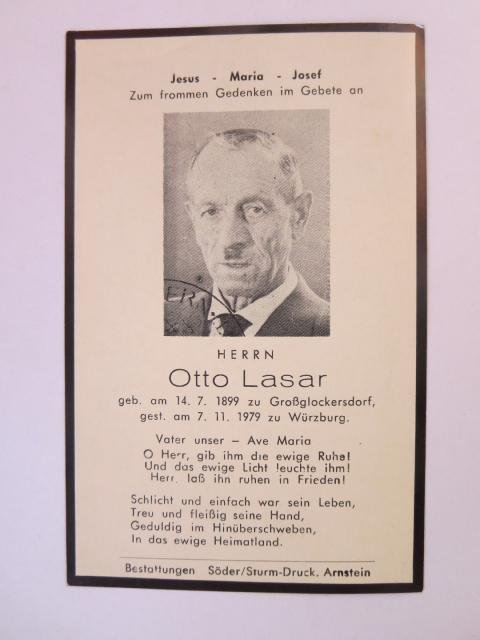 Jesus - Maria - Josef
Zum frommen Gedenken im Gebete an
ERA
HERRN
Otto Lasar
geb. am 14. 7. 1899 zu Großglockersdorf,
gest. am 7. 11. 1979 zu Würzburg.
Vater unser – Ave Maria
O Herr, gib ihm die ewige Ruhe!
Und das ewige Licht leuchte ihm!
Herr, laß ihn ruhen in Frieden!
Schlicht und einfach war sein Leben,
Treu und fleißig seine Hand,
Geduldig im Hinüberschweben,
In das ewige Heimatland.
Bestattungen Söder/Sturm-Druck, Arnstein